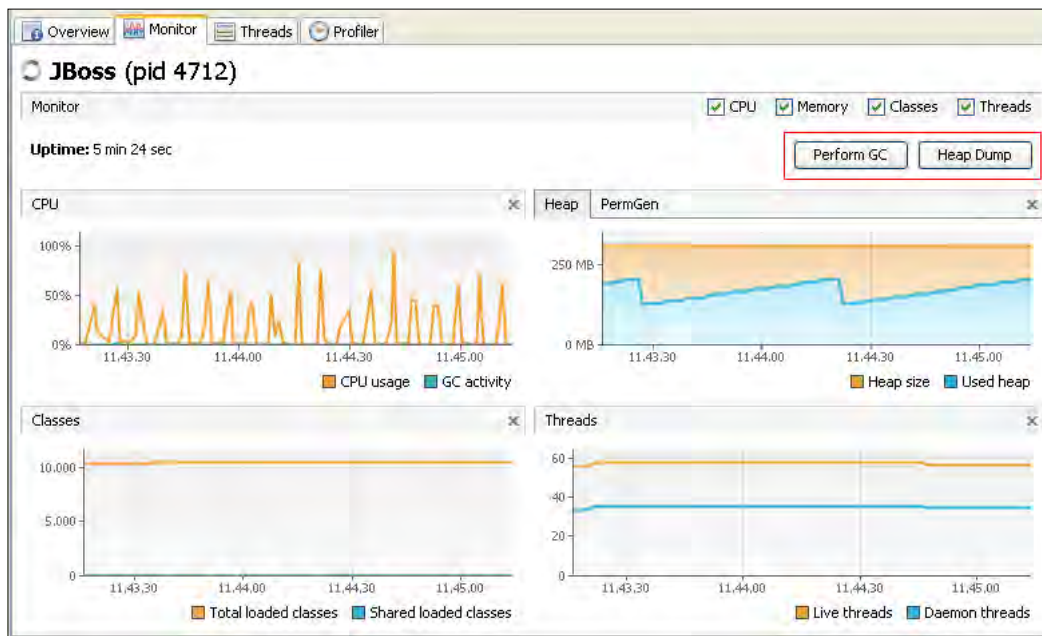 Overview Monitor Threads Profiler
JBoss (pid 4712)
Monitor CPU Memory Classes Threads
Uptime: 5 min 24 sec
Perform GC Heap Dump
CPU
100%
50%
0%
11.43.30 11.44.00 11.44.30 11.45.00
CPU usage GC activity
Heap PermGen
250 MB
0 MB
11.43.30 11.44.00 11.44.30 11.45.00
Heap size Used heap
Classes
10.000
5.000
0
11.43.30 11.44.00 11.44.30 11.45.00
Total loaded classes Shared loaded classes
Threads
60
40
20
0
11.43.30 11.44.00 11.44.30 11.45.00
Live threads Daemon threads